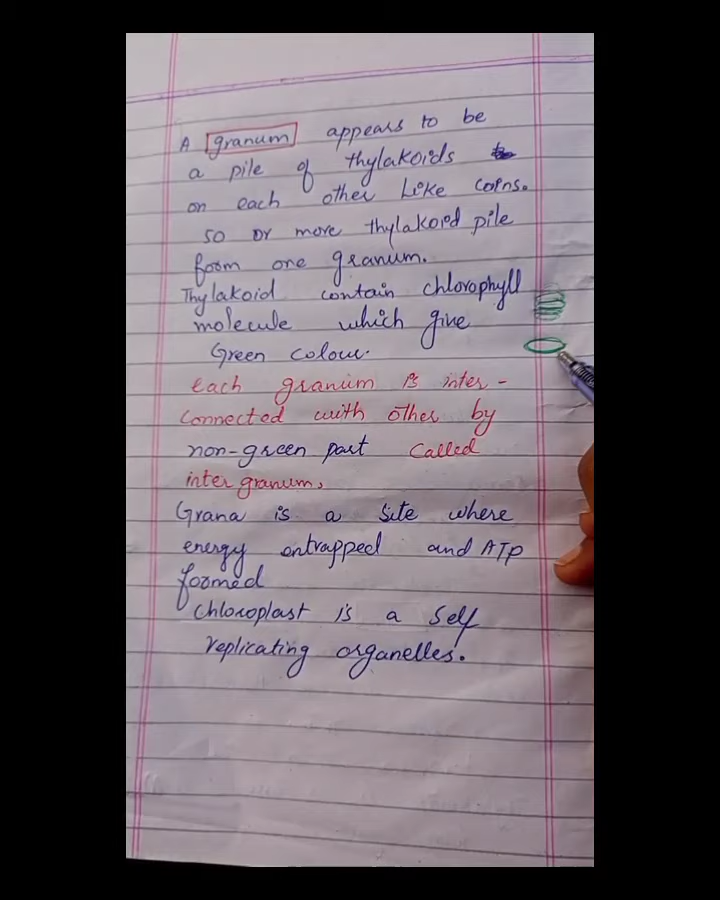 A granum appears to be
a pile of thylakoids
on each other Like coins.
50 or more thylakoid pile
form one granum.
Thylakoid contain chlorophyll
molecule which give
Green colour.
each granum is inter-
connected with other by
non-green part called
inter granum.
Grana is a site where
energy entrapped and ATP
formed
chloroplast is a self
replicating organelles.